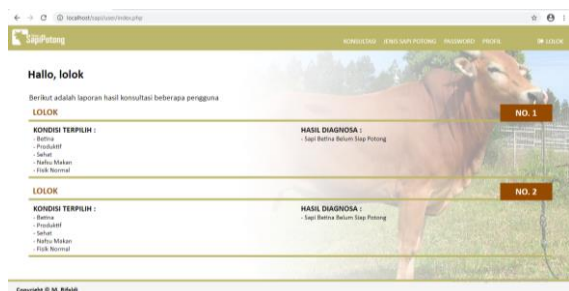 localhost/sapi/user/index.php
SapiPotong
KONSULTASI JENIS SAPI POTONG PASSWORD PROFIL LOLOK
Hallo, lolok
Berikut adalah laporan hasil konsultasi beberapa pengguna
LOLOK NO. 1
KONDISI TERPILIH : HASIL DIAGNOSA :
- Betina - Sapi Betina Belum Siap Potong
- Produktif
- Sehat
- Nafsu Makan
- Fisik Normal
LOLOK NO. 2
KONDISI TERPILIH : HASIL DIAGNOSA :
- Betina - Sapi Betina Belum Siap Potong
- Produktif
- Sehat
- Nafsu Makan
- Fisik Normal
Copyright © M.